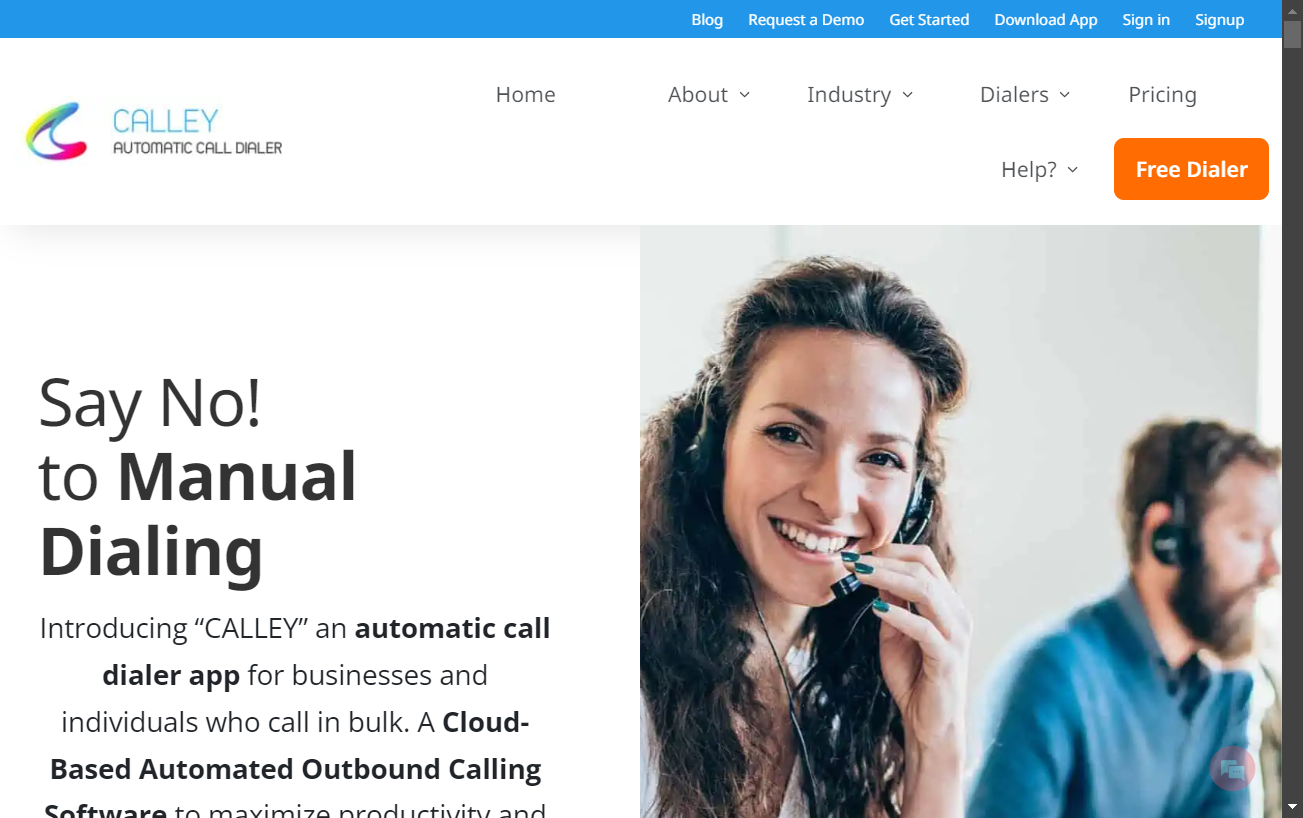 Blog Request a Demo Get Started Download App Sign in Signup
Home About Industry Dialers Pricing
CALLEY
AUTOMATIC CALL DIALER
Help? Free Dialer
Say No!
to Manual
Dialing
Introducing “CALLEY” an automatic call
dialer app for businesses and
individuals who call in bulk. A Cloud-
Based Automated Outbound Calling
Software to maximize productivity and